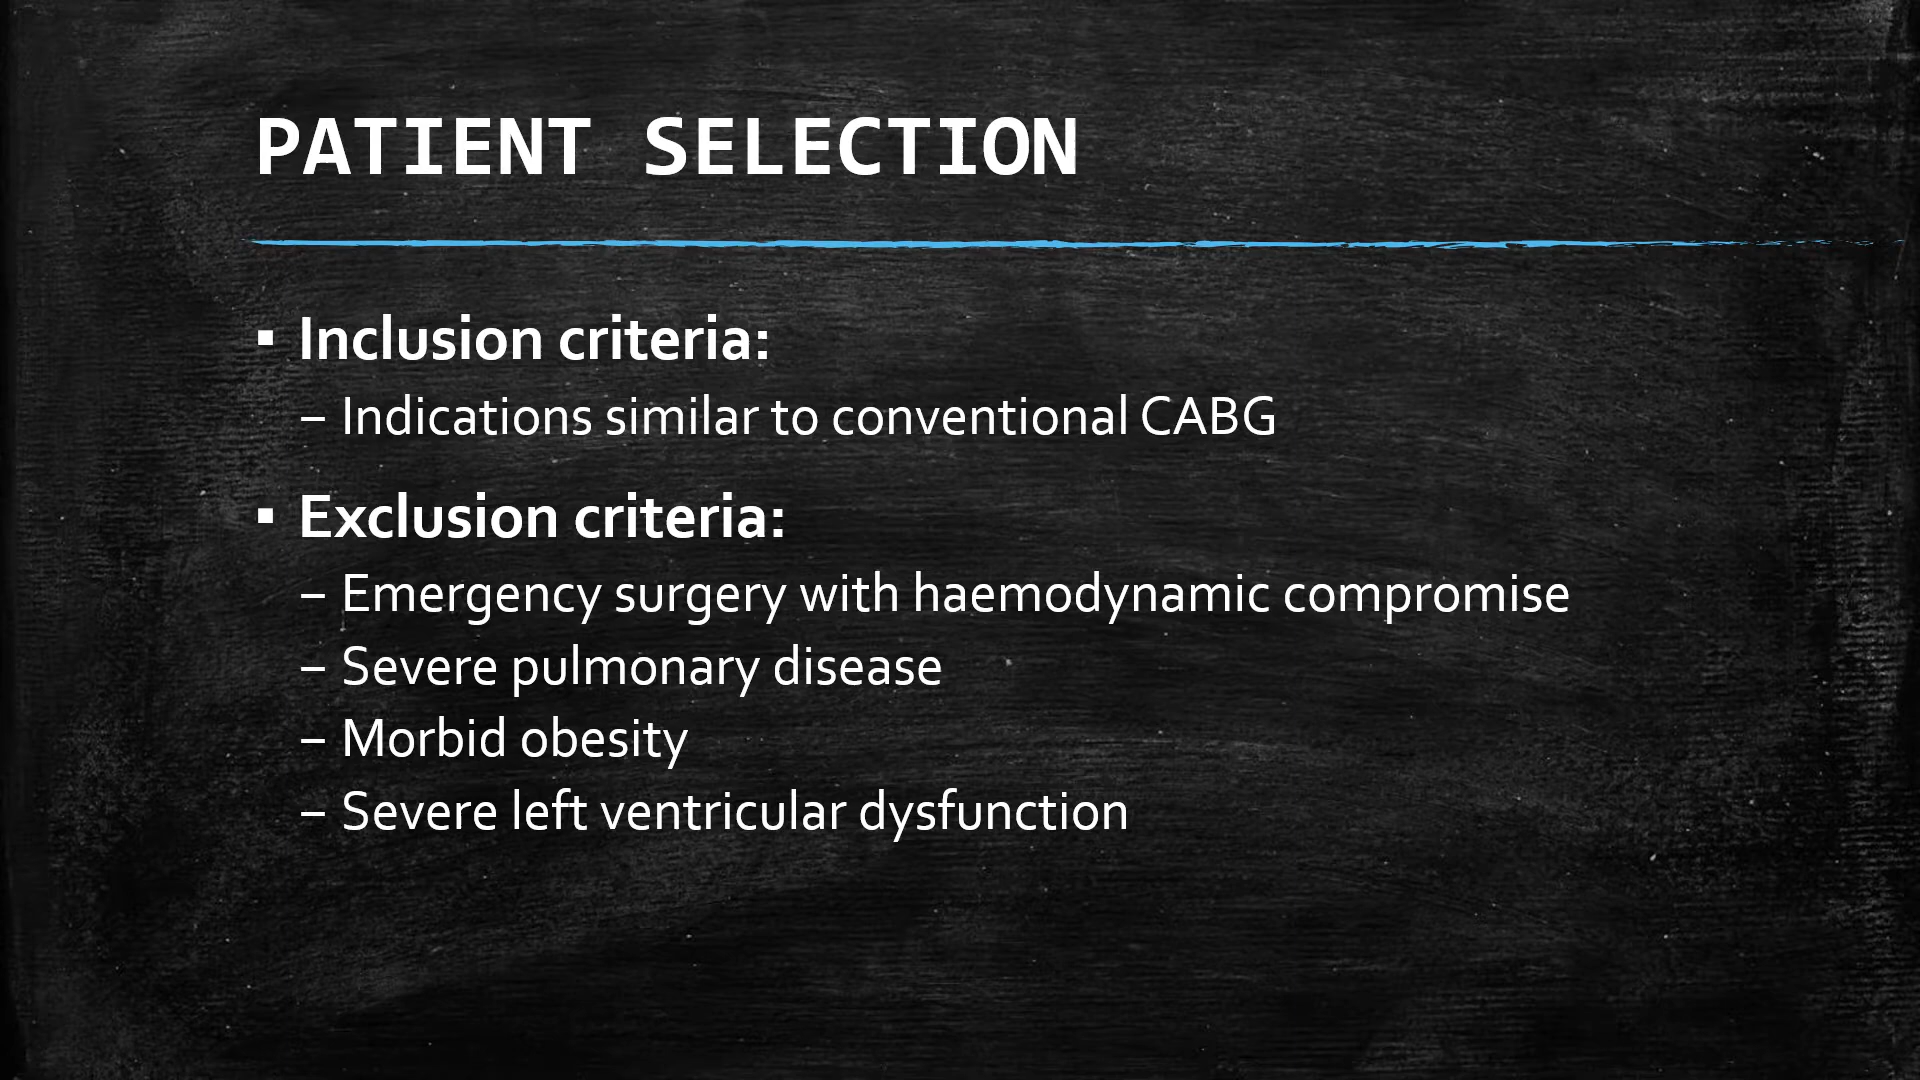 PATIENT SELECTION
▪ Inclusion criteria:
– Indications similar to conventional CABG
▪ Exclusion criteria:
– Emergency surgery with haemodynamic compromise
– Severe pulmonary disease
– Morbid obesity
– Severe left ventricular dysfunction